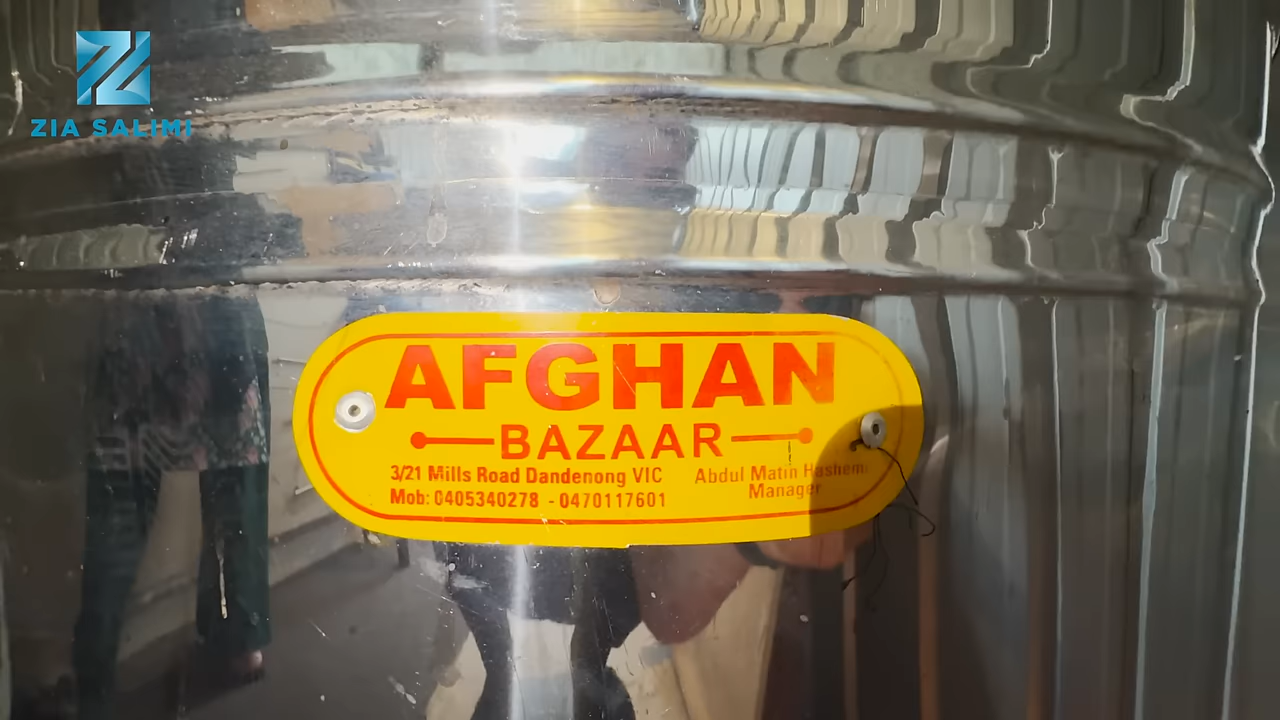 ZIA SALIMI
AFGHAN
BAZAAR
3/21 Mills Road Dandenong VIC
Mob: 0405340278 - 0470117601
Abdul Matin Hashemi
Manager